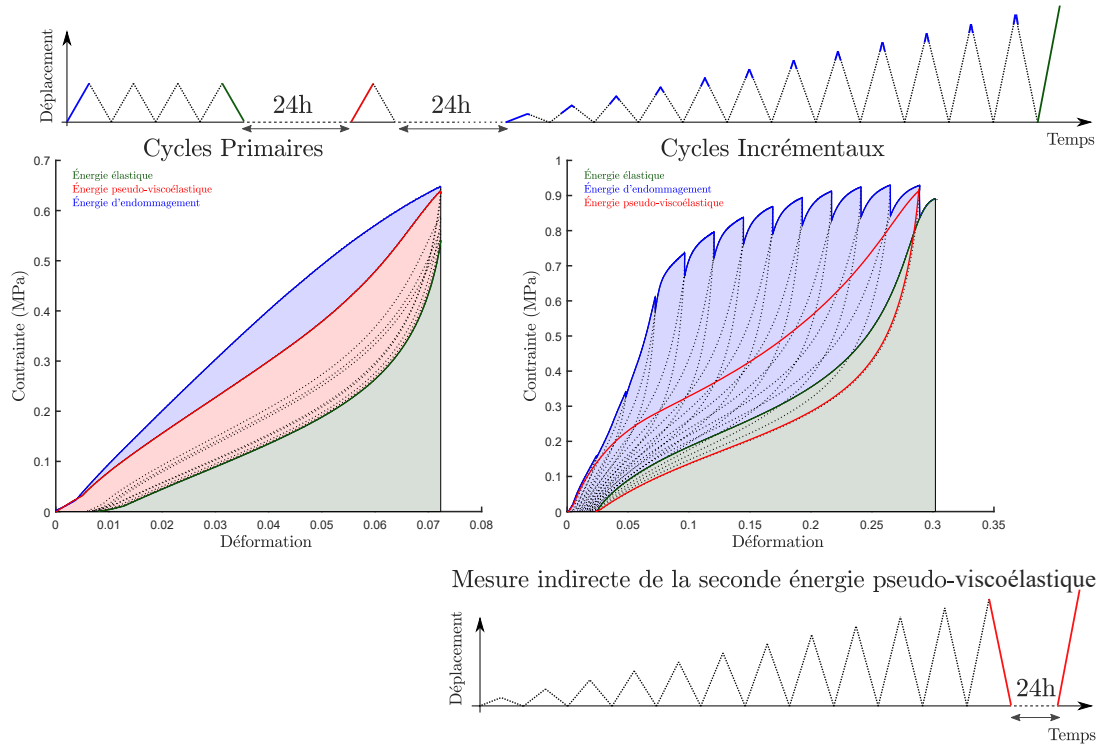 Déplacement
24h
24h
Temps
Cycles Primaires
Énergie élastique
Énergie pseudo-viscoélastique
Énergie d'endommagement
Contrainte (MPa)
0.7
0.6
0.5
0.4
0.3
0.2
0.1
0
0
0.01
0.02
0.03
0.04
0.05
0.06
0.07
0.08
Déformation
Cycles Incrémentaux
Énergie élastique
Énergie d'endommagement
Énergie pseudo-viscoélastique
Contrainte (MPa)
1
0.9
0.8
0.7
0.6
0.5
0.4
0.3
0.2
0.1
0
0
0.05
0.1
0.15
0.2
0.25
0.3
0.35
Déformation
Mesure indirecte de la seconde énergie pseudo-viscoélastique
Déplacement
24h
Temps